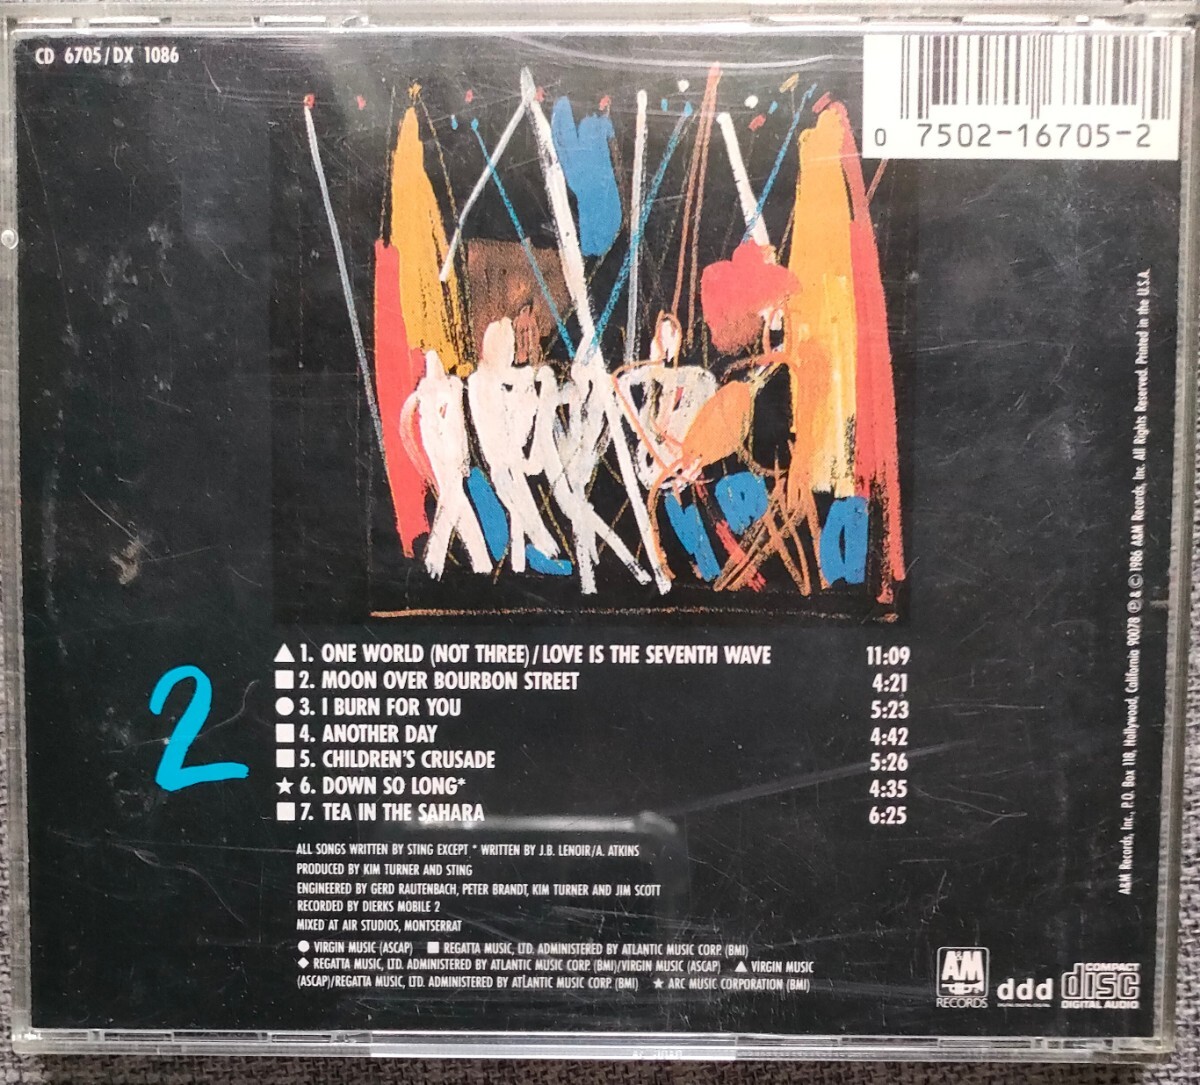 CD 6705/DX 1086
0 7502-16705-2
▲ 1. ONE WORLD (NOT THREE)/LOVE IS THE SEVENTH WAVE 11:09
■ 2. MOON OVER BOURBON STREET 4:21
● 3. I BURN FOR YOU 5:23
■ 4. ANOTHER DAY 4:42
■ 5. CHILDREN'S CRUSADE 5:26
★ 6. DOWN SO LONG* 4:35
■ 7. TEA IN THE SAHARA 6:25
2
ALL SONGS WRITTEN BY STING EXCEPT * WRITTEN BY J.B. LENOIR/A. ATKINS
PRODUCED BY KIM TURNER AND STING
ENGINEERED BY GERD RAUTENBACH, PETER BRANDT, KIM TURNER AND JIM SCOTT
RECORDED BY DIERKS MOBILE 2
MIXED AT AIR STUDIOS, MONTSERRAT
● VIRGIN MUSIC (ASCAP) ■ REGATTA MUSIC, LTD. ADMINISTERED BY ATLANTIC MUSIC CORP. (BMI)
◆ REGATTA MUSIC, LTD. ADMINISTERED BY ATLANTIC MUSIC CORP. (BMI)/VIRGIN MUSIC (ASCAP) ▲ VIRGIN MUSIC
(ASCAP)/REGATTA MUSIC, LTD. ADMINISTERED BY ATLANTIC MUSIC CORP. (BMI) ★ ARC MUSIC CORPORATION (BMI)
A&M Records, Inc., P.O. Box 118, Hollywood, California 90078 ℗ & © 1986 A&M Records, Inc. All Rights Reserved. Printed in the U.S.A.
A&M
RECORDS
ddd
DIGITAL DIGITAL DIGITAL
COMPACT
disc
DIGITAL AUDIO